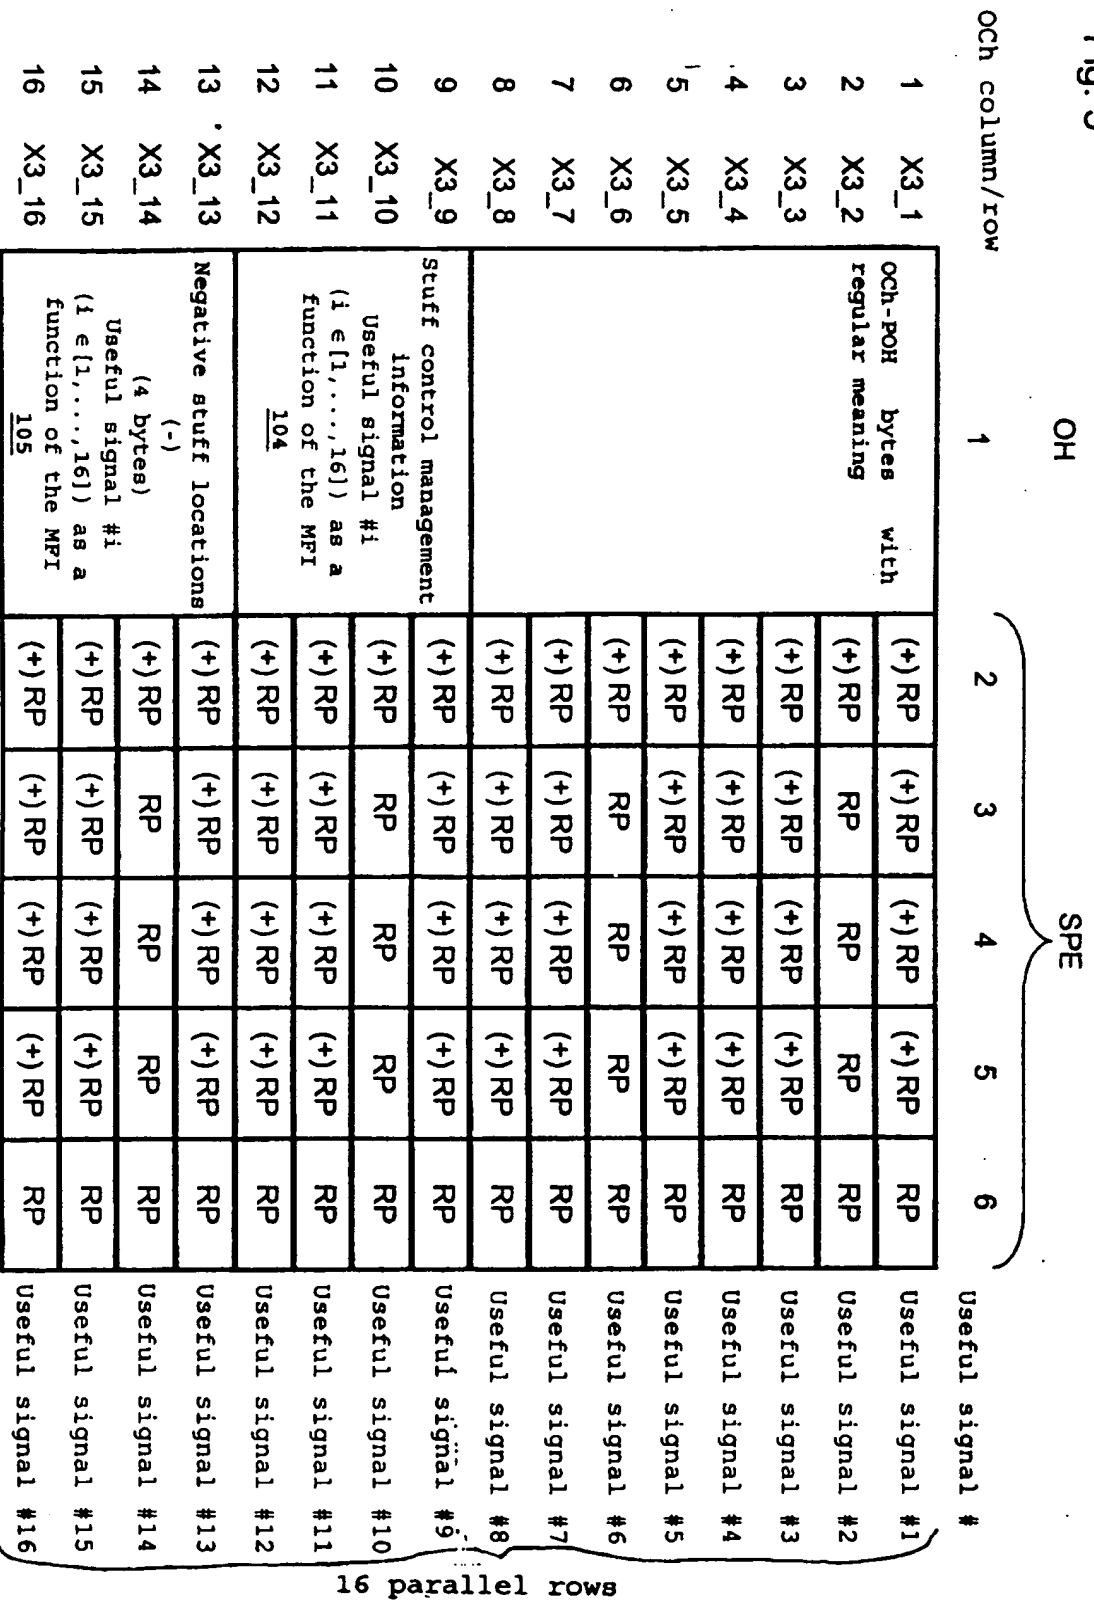 Fig. 5
OH
SPE
OCh column/row
1 2 3 4 5 6
Useful signal #
1 X3_1 (+)RP (+)RP (+)RP (+)RP RP Useful signal #1
2 X3_2 (+)RP RP RP RP RP Useful signal #2
3 X3_3 (+)RP (+)RP (+)RP (+)RP RP Useful signal #3
4 X3_4 (+)RP (+)RP (+)RP (+)RP RP Useful signal #4
5 X3_5 (+)RP (+)RP (+)RP (+)RP RP Useful signal #5
6 X3_6 (+)RP RP RP RP RP Useful signal #6
7 X3_7 (+)RP (+)RP (+)RP (+)RP RP Useful signal #7
8 X3_8 (+)RP (+)RP (+)RP (+)RP RP Useful signal #8
9 X3_9 (+)RP (+)RP (+)RP (+)RP RP Useful signal #9
10 X3_10 (+)RP RP RP RP RP Useful signal #10
11 X3_11 (+)RP (+)RP (+)RP (+)RP RP Useful signal #11
12 X3_12 (+)RP (+)RP (+)RP (+)RP RP Useful signal #12
13 X3_13 (+)RP (+)RP (+)RP (+)RP RP Useful signal #13
14 X3_14 (+)RP RP RP RP RP Useful signal #14
15 X3_15 (+)RP (+)RP (+)RP (+)RP RP Useful signal #15
16 X3_16 (+)RP (+)RP (+)RP (+)RP RP Useful signal #16
OCh-POH bytes with
regular meaning
Stuff control management
information
Useful signal #i
(i ∈[1,...,16]) as a
function of the MFI
104
Negative stuff locations
(-)
(4 bytes)
Useful signal #i
(i ∈[1,...,16]) as a
function of the MFI
105
16 parallel rows